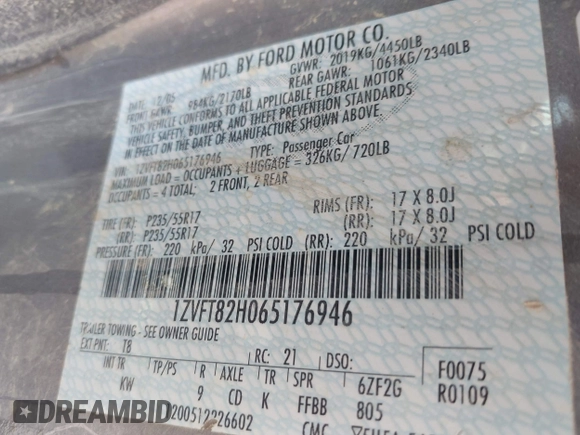 MFD. BY FORD MOTOR CO.
DATE: 12/05 GVWR: 2019KG/4450LB
FRONT GAWR: 984KG/2170LB REAR GAWR: 1061KG/2340LB
THIS VEHICLE CONFORMS TO ALL APPLICABLE FEDERAL MOTOR
VEHICLE SAFETY, BUMPER, AND THEFT PREVENTION STANDARDS
IN EFFECT ON THE DATE OF MANUFACTURE SHOWN ABOVE.
VIN: 1ZVFT82H065176946 TYPE: Passenger Car
MAXIMUM LOAD = OCCUPANTS + LUGGAGE = 326KG/720LB
OCCUPANTS = 4 TOTAL: 2 FRONT, 2 REAR
TIRE (FR): P235/55R17 RIMS (FR): 17 X 8.0J
(RR): P235/55R17 (RR): 17 X 8.0J
PRESSURE (FR): 220 kPa/ 32 PSI COLD (RR): 220 kPa/ 32 PSI COLD
1ZVFT82H065176946
TRAILER TOWING - SEE OWNER GUIDE
EXT PNT: T8 RC: 21 DSO: F0075
INT TR TP/PS R AXLE TR SPR 6ZF2G R0109
KW 9 CD K FFBB 805
200512226602
DREAMBID